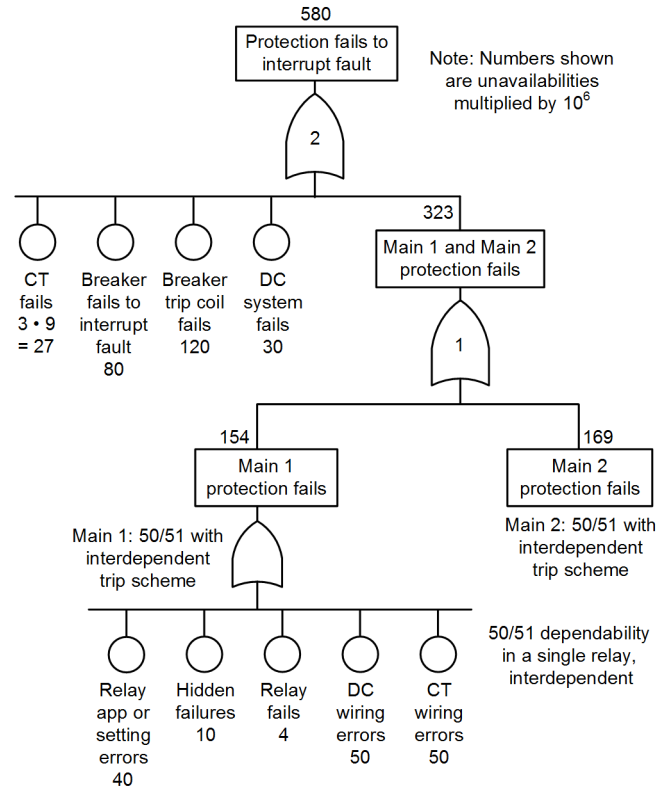 580
Protection fails to
interrupt fault
Note: Numbers shown
are unavailabilities
multiplied by 10⁶
2
323
Main 1 and Main 2
protection fails
CT
fails
3 • 9
= 27
Breaker
fails to
interrupt
fault
80
Breaker
trip coil
fails
120
DC
system
fails
30
1
154
Main 1
protection fails
169
Main 2
protection fails
Main 1: 50/51 with
interdependent
trip scheme
Main 2: 50/51 with
interdependent
trip scheme
50/51 dependability
in a single relay,
interdependent
Relay
app or
setting
errors
40
Hidden
failures
10
Relay
fails
4
DC
wiring
errors
50
CT
wiring
errors
50